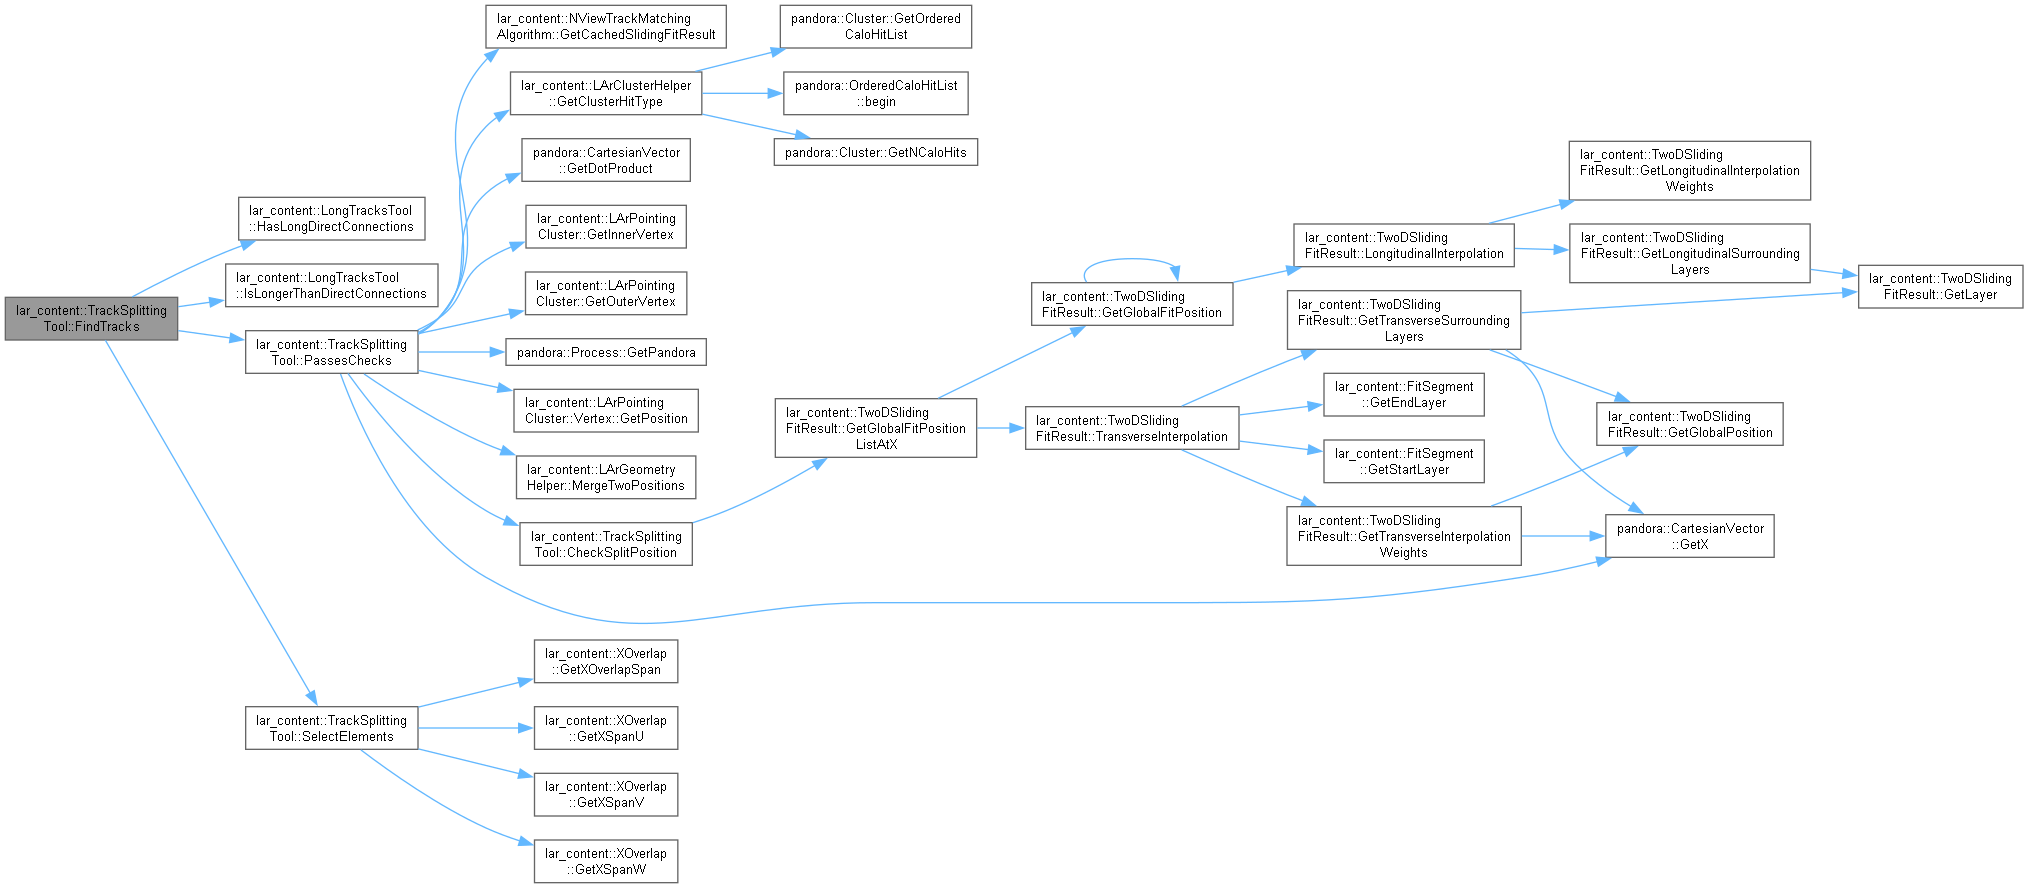 lar_content::TrackSplitting
Tool::FindTracks
lar_content::LongTracksTool
::HasLongDirectConnections
lar_content::LongTracksTool
::IsLongerThanDirectConnections
lar_content::TrackSplitting
Tool::PassesChecks
lar_content::TrackSplitting
Tool::SelectElements
lar_content::NViewTrackMatching
Algorithm::GetCachedSlidingFitResult
lar_content::LArClusterHelper
::GetClusterHitType
pandora::CartesianVector
::GetDotProduct
lar_content::LArPointing
Cluster::GetInnerVertex
lar_content::LArPointing
Cluster::GetOuterVertex
pandora::Process::GetPandora
lar_content::LArPointing
Cluster::Vertex::GetPosition
lar_content::LArGeometry
Helper::MergeTwoPositions
lar_content::TrackSplitting
Tool::CheckSplitPosition
lar_content::XOverlap
::GetXOverlapSpan
lar_content::XOverlap
::GetXSpanU
lar_content::XOverlap
::GetXSpanV
lar_content::XOverlap
::GetXSpanW
pandora::Cluster::GetOrdered
CaloHitList
pandora::OrderedCaloHitList
::begin
pandora::Cluster::GetNCaloHits
lar_content::TwoDSliding
FitResult::GetGlobalFitPosition
ListAtX
lar_content::TwoDSliding
FitResult::GetGlobalFitPosition
lar_content::TwoDSliding
FitResult::TransverseInterpolation
lar_content::TwoDSliding
FitResult::LongitudinalInterpolation
lar_content::TwoDSliding
FitResult::GetTransverseSurrounding
Layers
lar_content::FitSegment
::GetEndLayer
lar_content::FitSegment
::GetStartLayer
lar_content::TwoDSliding
FitResult::GetTransverseInterpolation
Weights
lar_content::TwoDSliding
FitResult::GetLongitudinalInterpolation
Weights
lar_content::TwoDSliding
FitResult::GetLongitudinalSurrounding
Layers
lar_content::TwoDSliding
FitResult::GetGlobalPosition
pandora::CartesianVector
::GetX
lar_content::TwoDSliding
FitResult::GetLayer